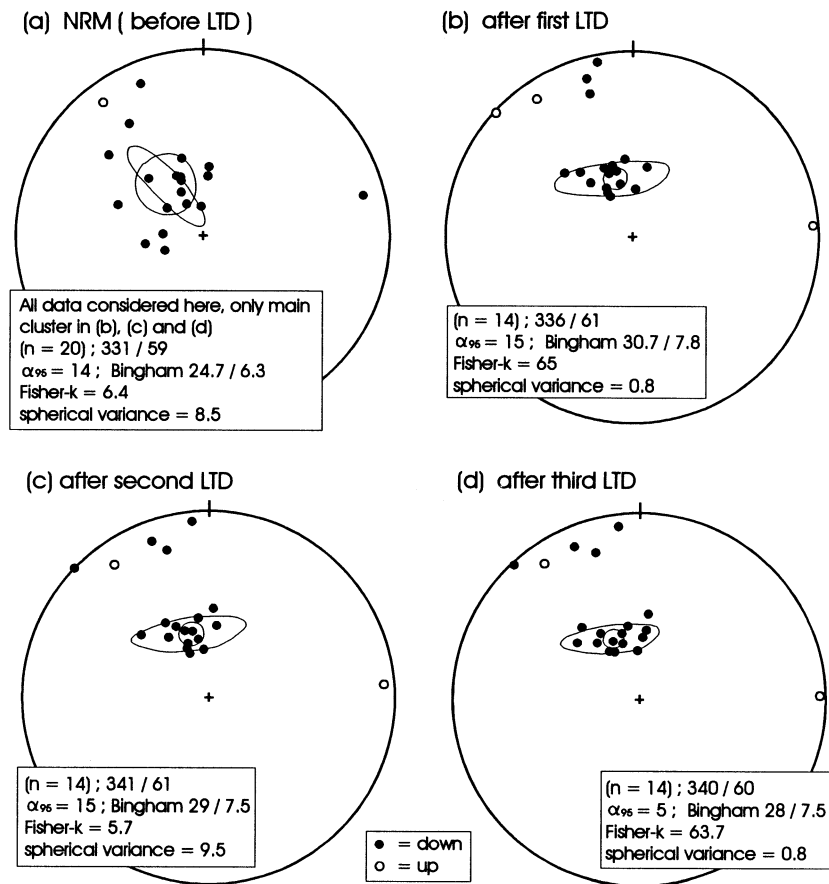 (a) NRM ( before LTD )
All data considered here, only main
cluster in (b), (c) and (d)
(n = 20) ; 331 / 59
α₉₅ = 14 ; Bingham 24.7 / 6.3
Fisher-k = 6.4
spherical variance = 8.5
(b) after first LTD
(n = 14) ; 336 / 61
α₉₅ = 15 ; Bingham 30.7 / 7.8
Fisher-k = 65
spherical variance = 0.8
(c) after second LTD
(n = 14) ; 341 / 61
α₉₅ = 15 ; Bingham 29 / 7.5
Fisher-k = 5.7
spherical variance = 9.5
(d) after third LTD
(n = 14) ; 340 / 60
α₉₅ = 5 ; Bingham 28 / 7.5
Fisher-k = 63.7
spherical variance = 0.8
● = down
○ = up